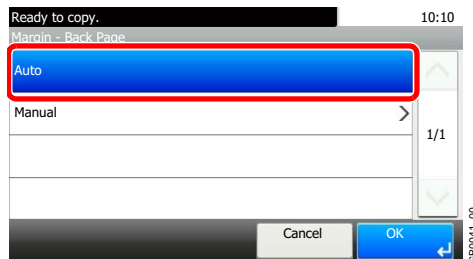 Ready to copy.
10:10
Margin - Back Page
Auto
Manual
1/1
Cancel
OK